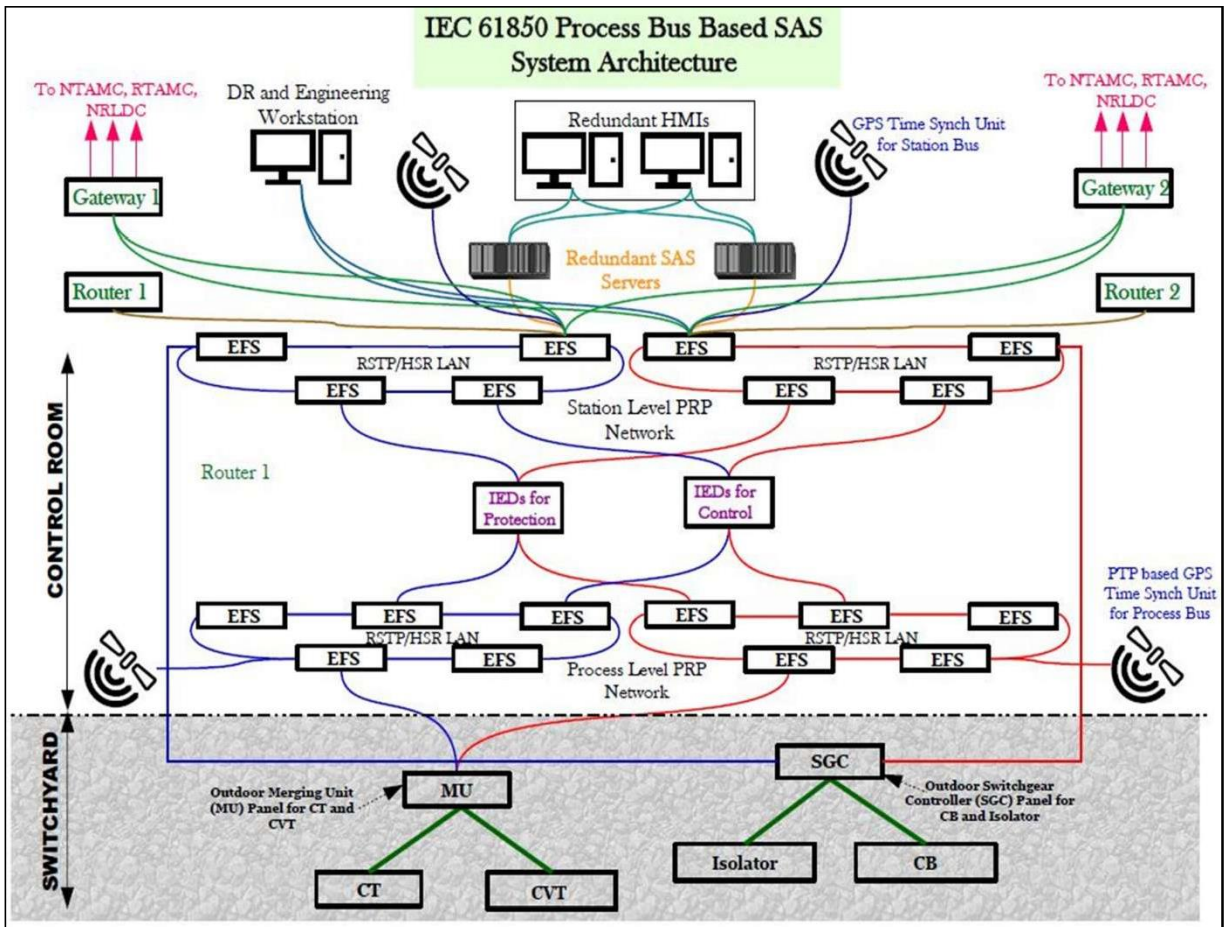 IEC 61850 Process Bus Based SAS
System Architecture
To NTAMC, RTAMC,
NRLDC
DR and Engineering
Workstation
Redundant HMIs
GPS Time Synch Unit
for Station Bus
To NTAMC, RTAMC,
NRLDC
Gateway 1
Gateway 2
Redundant SAS
Servers
Router 1
Router 2
EFS
EFS
EFS
EFS
RSTP/HSR LAN
RSTP/HSR LAN
EFS
EFS
EFS
EFS
Station Level PRP
Network
CONTROL ROOM
Router 1
IEDs for
Protection
IEDs for
Control
PTP based GPS
Time Synch Unit
for Process Bus
EFS
EFS
EFS
EFS
EFS
EFS
RSTP/HSR LAN
RSTP/HSR LAN
EFS
EFS
EFS
EFS
Process Level PRP
Network
SWITCHYARD
Outdoor Merging Unit
(MU) Panel for CT and
CVT
MU
SGC
Outdoor Switchgear
Controller (SGC) Panel for
CB and Isolator
Isolator
CB
CT
CVT